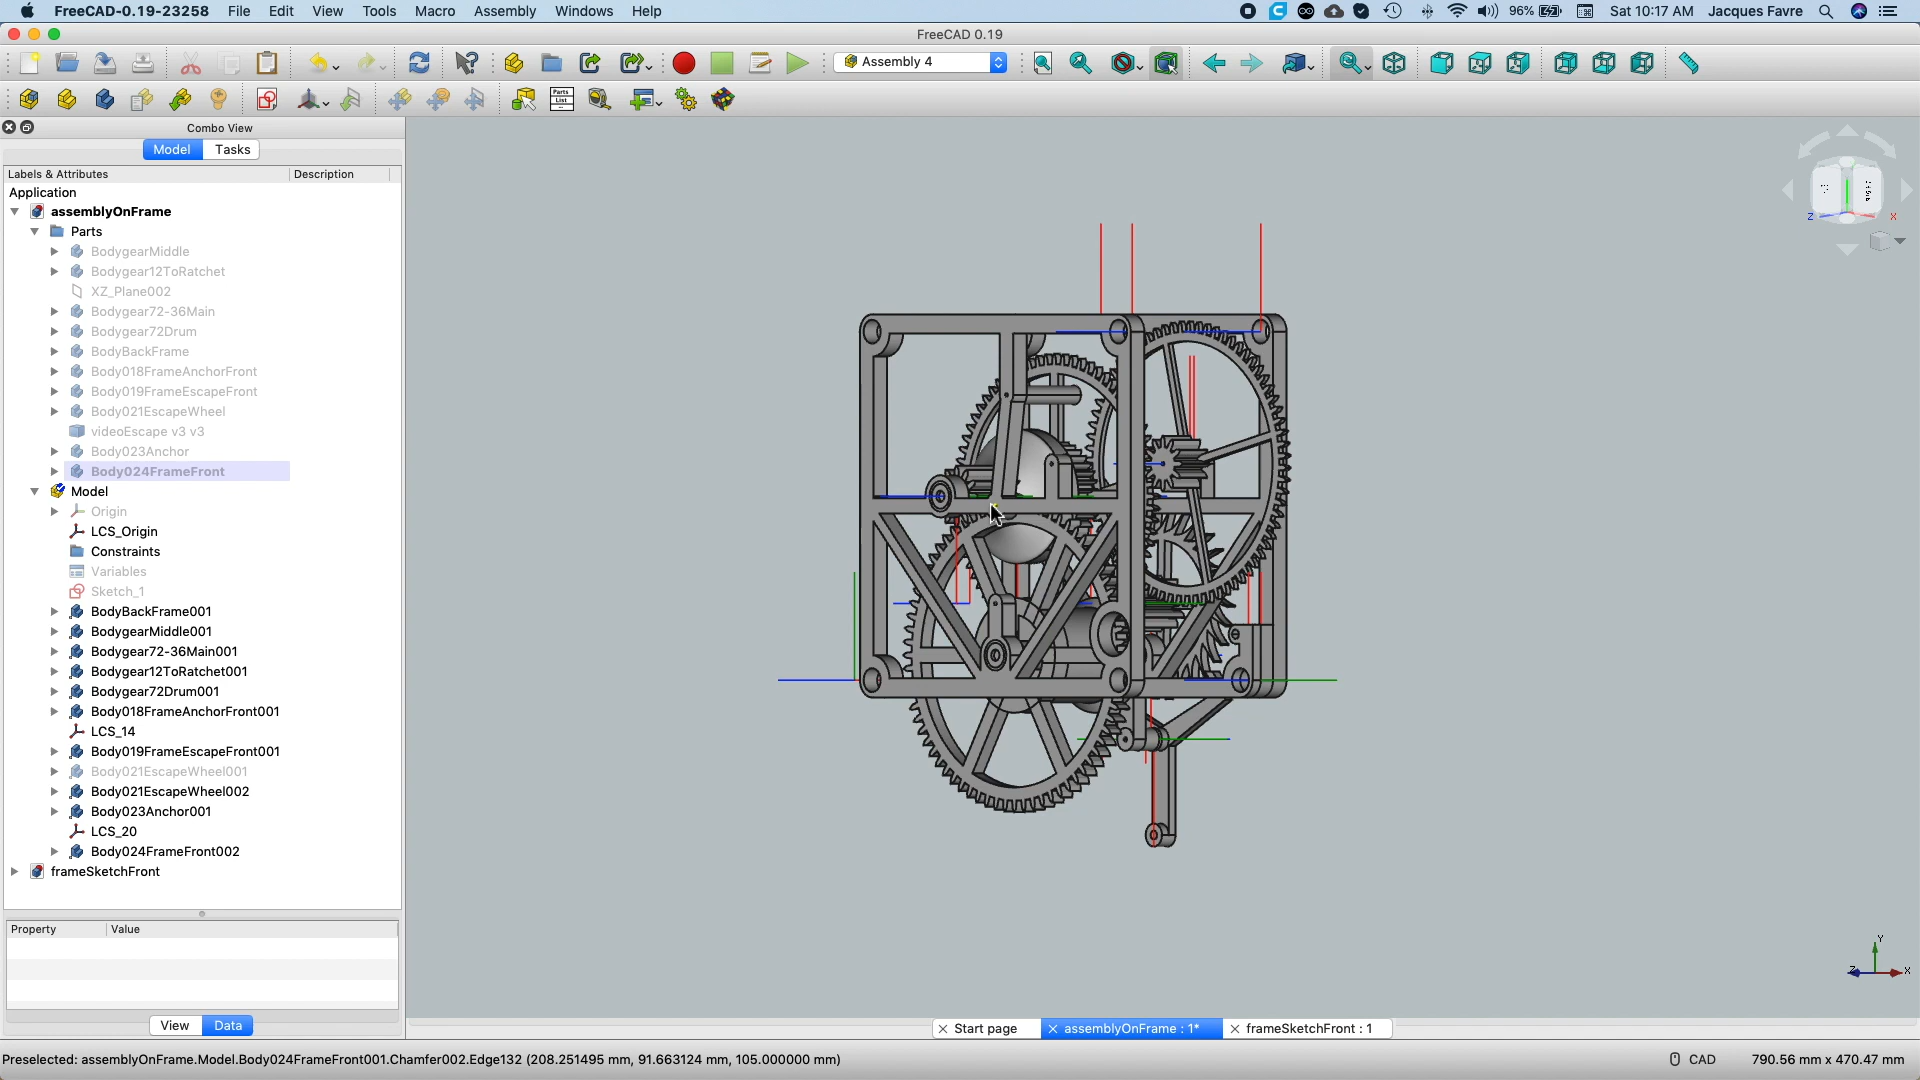 FreeCAD-0.19-23258 File Edit View Tools Macro Assembly Windows Help 96% Sat 10:17 AM Jacques Favre
FreeCAD 0.19
Assembly 4
Parts List
Combo View
Model Tasks
Labels & Attributes Description
Application
assemblyOnFrame
Parts
BodygearMiddle
Bodygear12ToRatchet
XZ_Plane002
Bodygear72-36Main
Bodygear72Drum
BodyBackFrame
Body018FrameAnchorFront
Body019FrameEscapeFront
Body021EscapeWheel
videoEscape v3 v3
Body023Anchor
Body024FrameFront
Model
Origin
LCS_Origin
Constraints
Variables
Sketch_1
BodyBackFrame001
BodygearMiddle001
Bodygear72-36Main001
Bodygear12ToRatchet001
Bodygear72Drum001
Body018FrameAnchorFront001
LCS_14
Body019FrameEscapeFront001
Body021EscapeWheel001
Body021EscapeWheel002
Body023Anchor001
LCS_20
Body024FrameFront002
frameSketchFront
Property Value
View Data
Z X
Y
Z X
Start page assemblyOnFrame : 1* frameSketchFront : 1
Preselected: assemblyOnFrame.Model.Body024FrameFront001.Chamfer002.Edge132 (208.251495 mm, 91.663124 mm, 105.000000 mm) CAD 790.56 mm x 470.47 mm